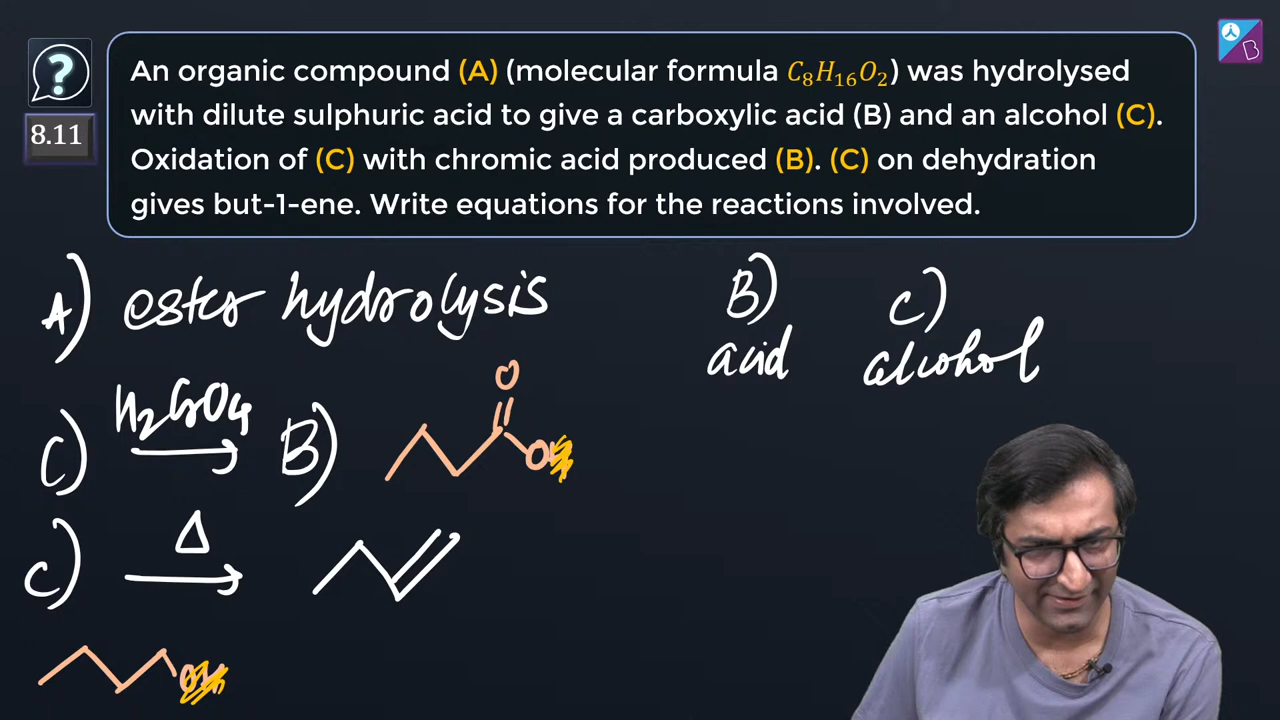 An organic compound (A) (molecular formula C₈H₁₆O₂) was hydrolysed
with dilute sulphuric acid to give a carboxylic acid (B) and an alcohol (C).
Oxidation of (C) with chromic acid produced (B). (C) on dehydration
gives but-1-ene. Write equations for the reactions involved.
?
8.11
B
A) ester hydrolysis
B) C)
acid alcohol
O
C) H₂CrO₄ B)
O
C) Δ